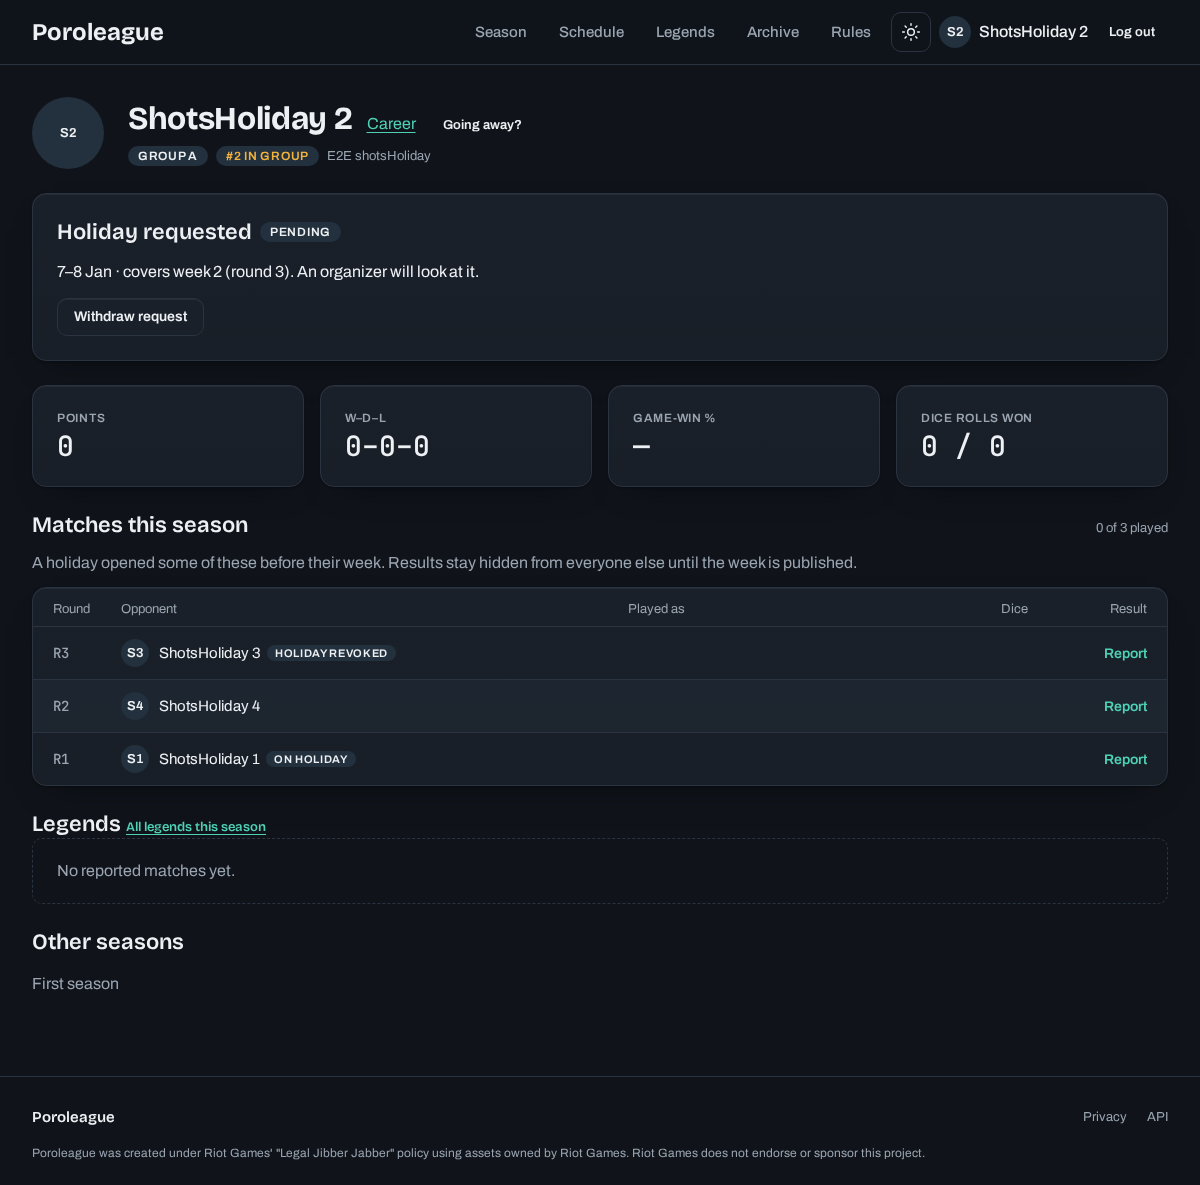 Poroleague
Season Schedule Legends Archive Rules S2 ShotsHoliday 2 Log out
S2
ShotsHoliday 2 Career Going away?
GROUP A #2 IN GROUP E2E shotsHoliday
Holiday requested PENDING
7–8 Jan · covers week 2 (round 3). An organizer will look at it.
Withdraw request
POINTS W–D–L GAME-WIN % DICE ROLLS WON
0 0–0–0 — 0 / 0
Matches this season 0 of 3 played
A holiday opened some of these before their week. Results stay hidden from everyone else until the week is published.
Round Opponent Played as Dice Result
R3 S3 ShotsHoliday 3 HOLIDAY REVOKED Report
R2 S4 ShotsHoliday 4 Report
R1 S1 ShotsHoliday 1 ON HOLIDAY Report
Legends All legends this season
No reported matches yet.
Other seasons
First season
Poroleague Privacy API
Poroleague was created under Riot Games' "Legal Jibber Jabber" policy using assets owned by Riot Games. Riot Games does not endorse or sponsor this project.